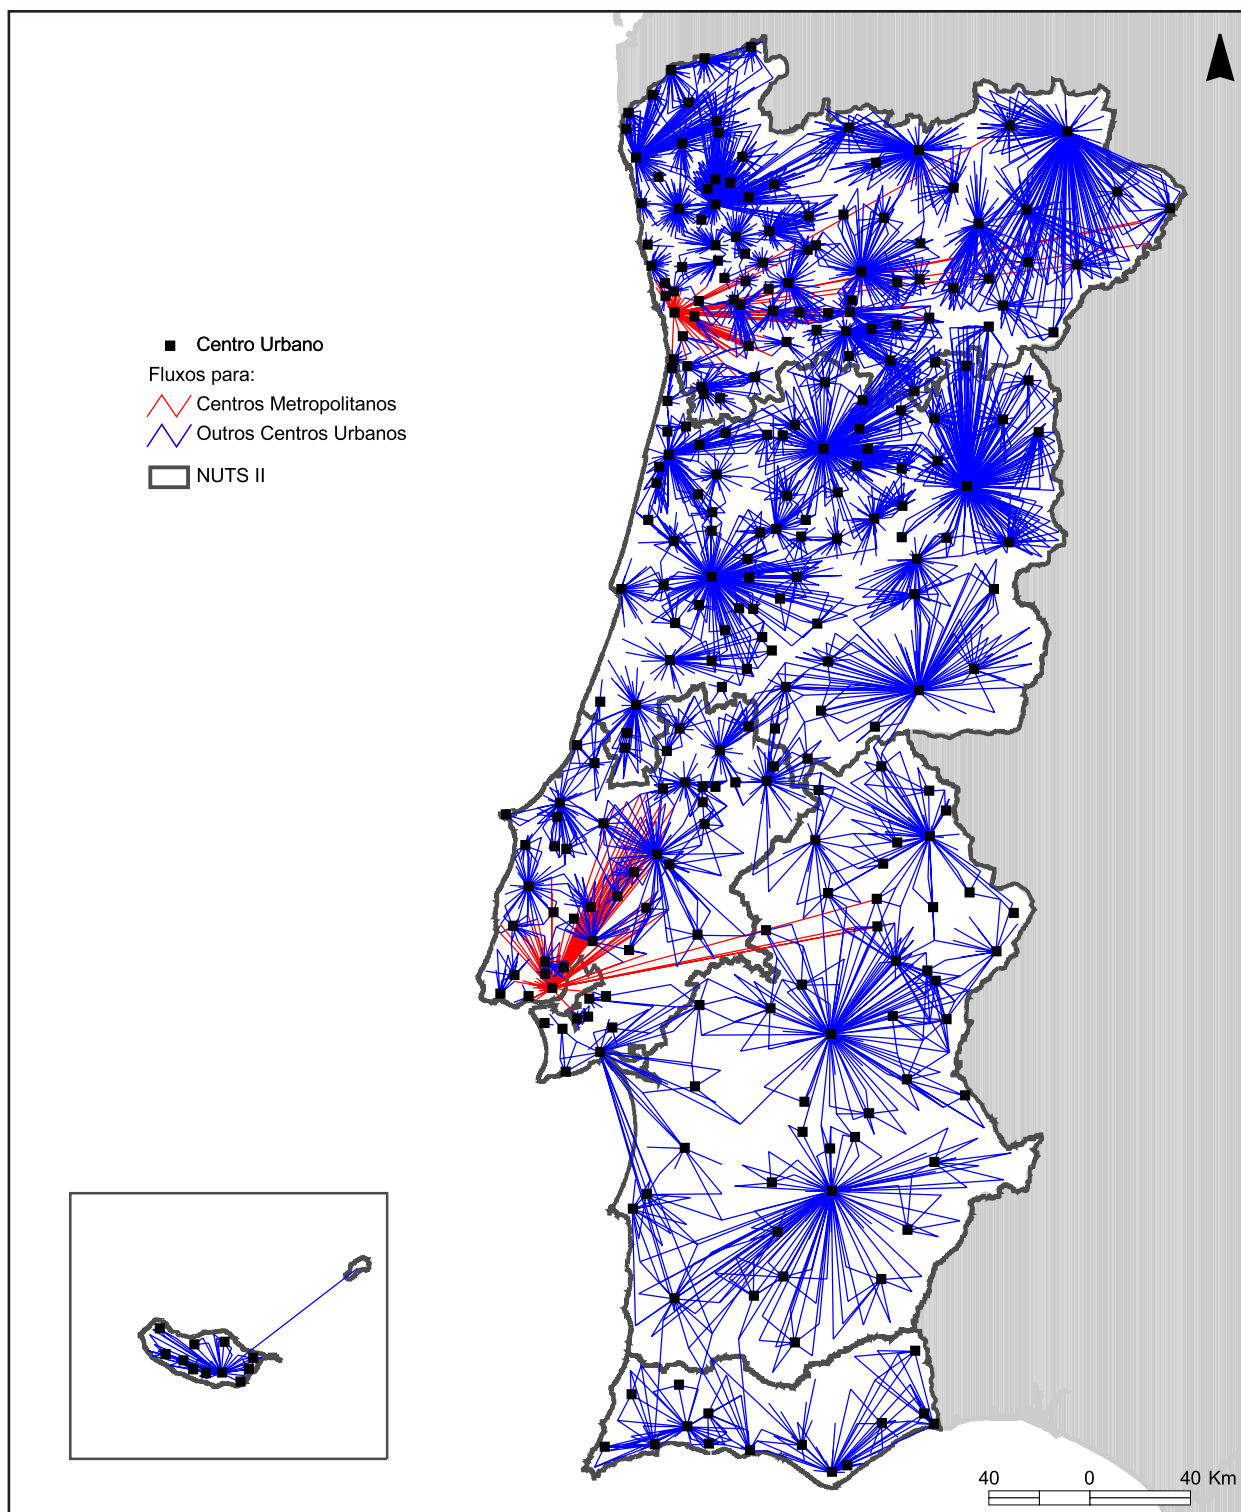 Centro Urbano
Fluxos para:
Centros Metropolitanos
Outros Centros Urbanos
NUTS II
40 0 40 Km